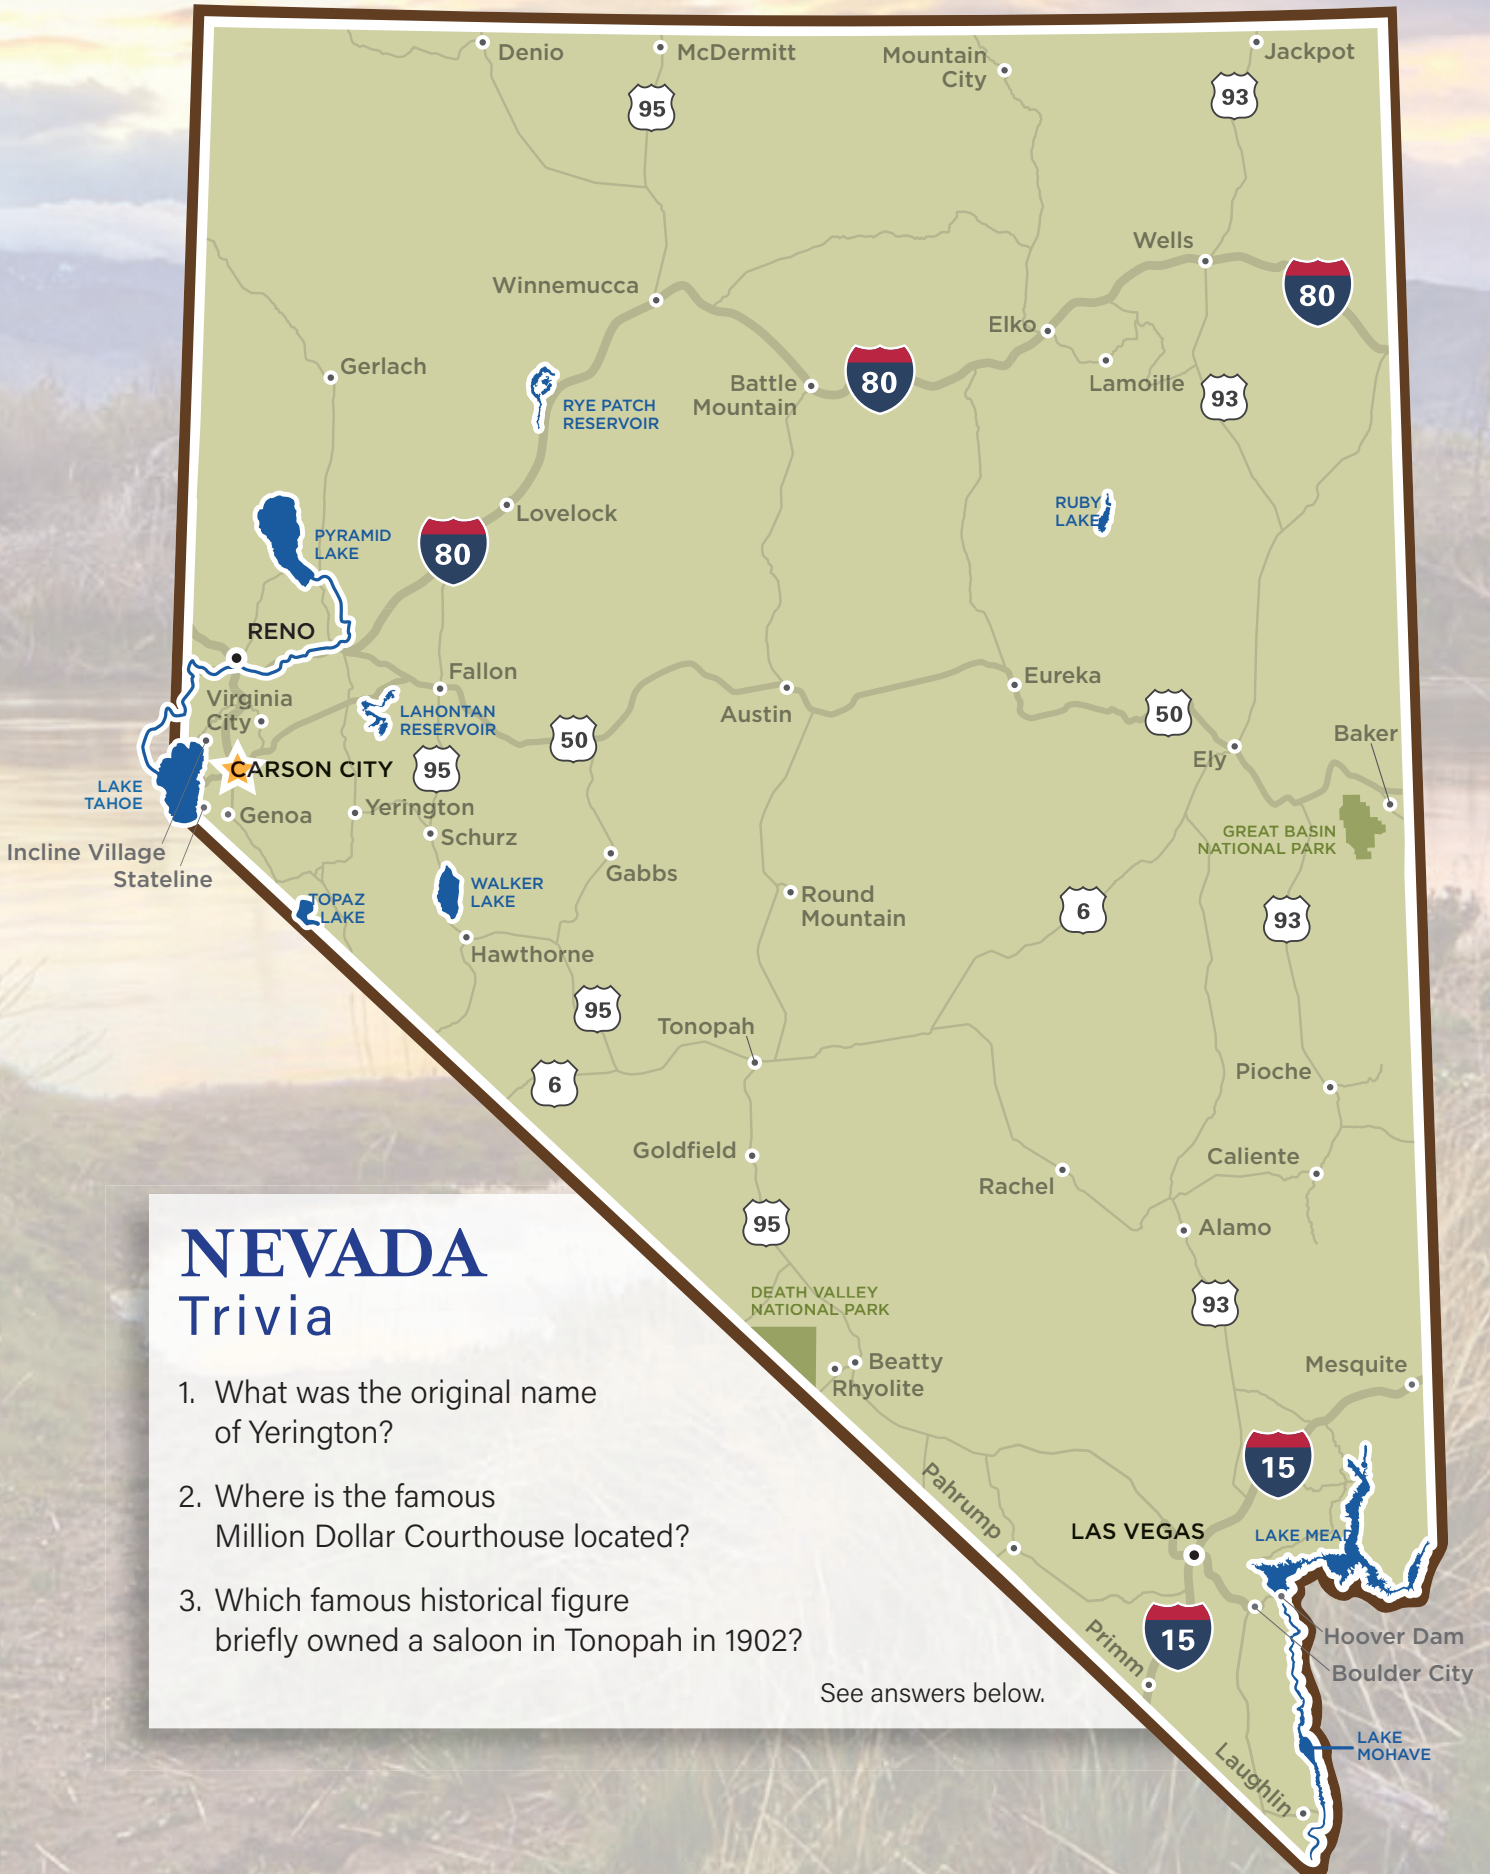 Denio
McDermitt
Mountain
City
Jackpot
95
93
Wells
Winnemucca
80
Elko
Gerlach
Battle
Mountain
80
Lamoille
93
RYE PATCH
RESERVOIR
RUBY
LAKE
Lovelock
PYRAMID
LAKE
80
RENO
Fallon
Eureka
Virginia
City
LAHONTAN
RESERVOIR
Austin
50
50
Baker
Ely
CARSON CITY
95
LAKE
TAHOE
Genoa
Yerington
Schurz
GREAT BASIN
NATIONAL PARK
Incline Village
Stateline
Gabbs
WALKER
LAKE
TOPAZ
LAKE
Round
Mountain
6
93
Hawthorne
95
Tonopah
6
Pioche
Goldfield
Caliente
Rachel
95
Alamo
DEATH VALLEY
NATIONAL PARK
93
Beatty
Rhyolite
Mesquite
15
Pahrump
LAS VEGAS
LAKE MEAD
15
Primm
Hoover Dam
Boulder City
LAKE
MOHAVE
Laughlin
NEVADA
Trivia
1. What was the original name
of Yerington?
2. Where is the famous
Million Dollar Courthouse located?
3. Which famous historical figure
briefly owned a saloon in Tonopah in 1902?
See answers below.